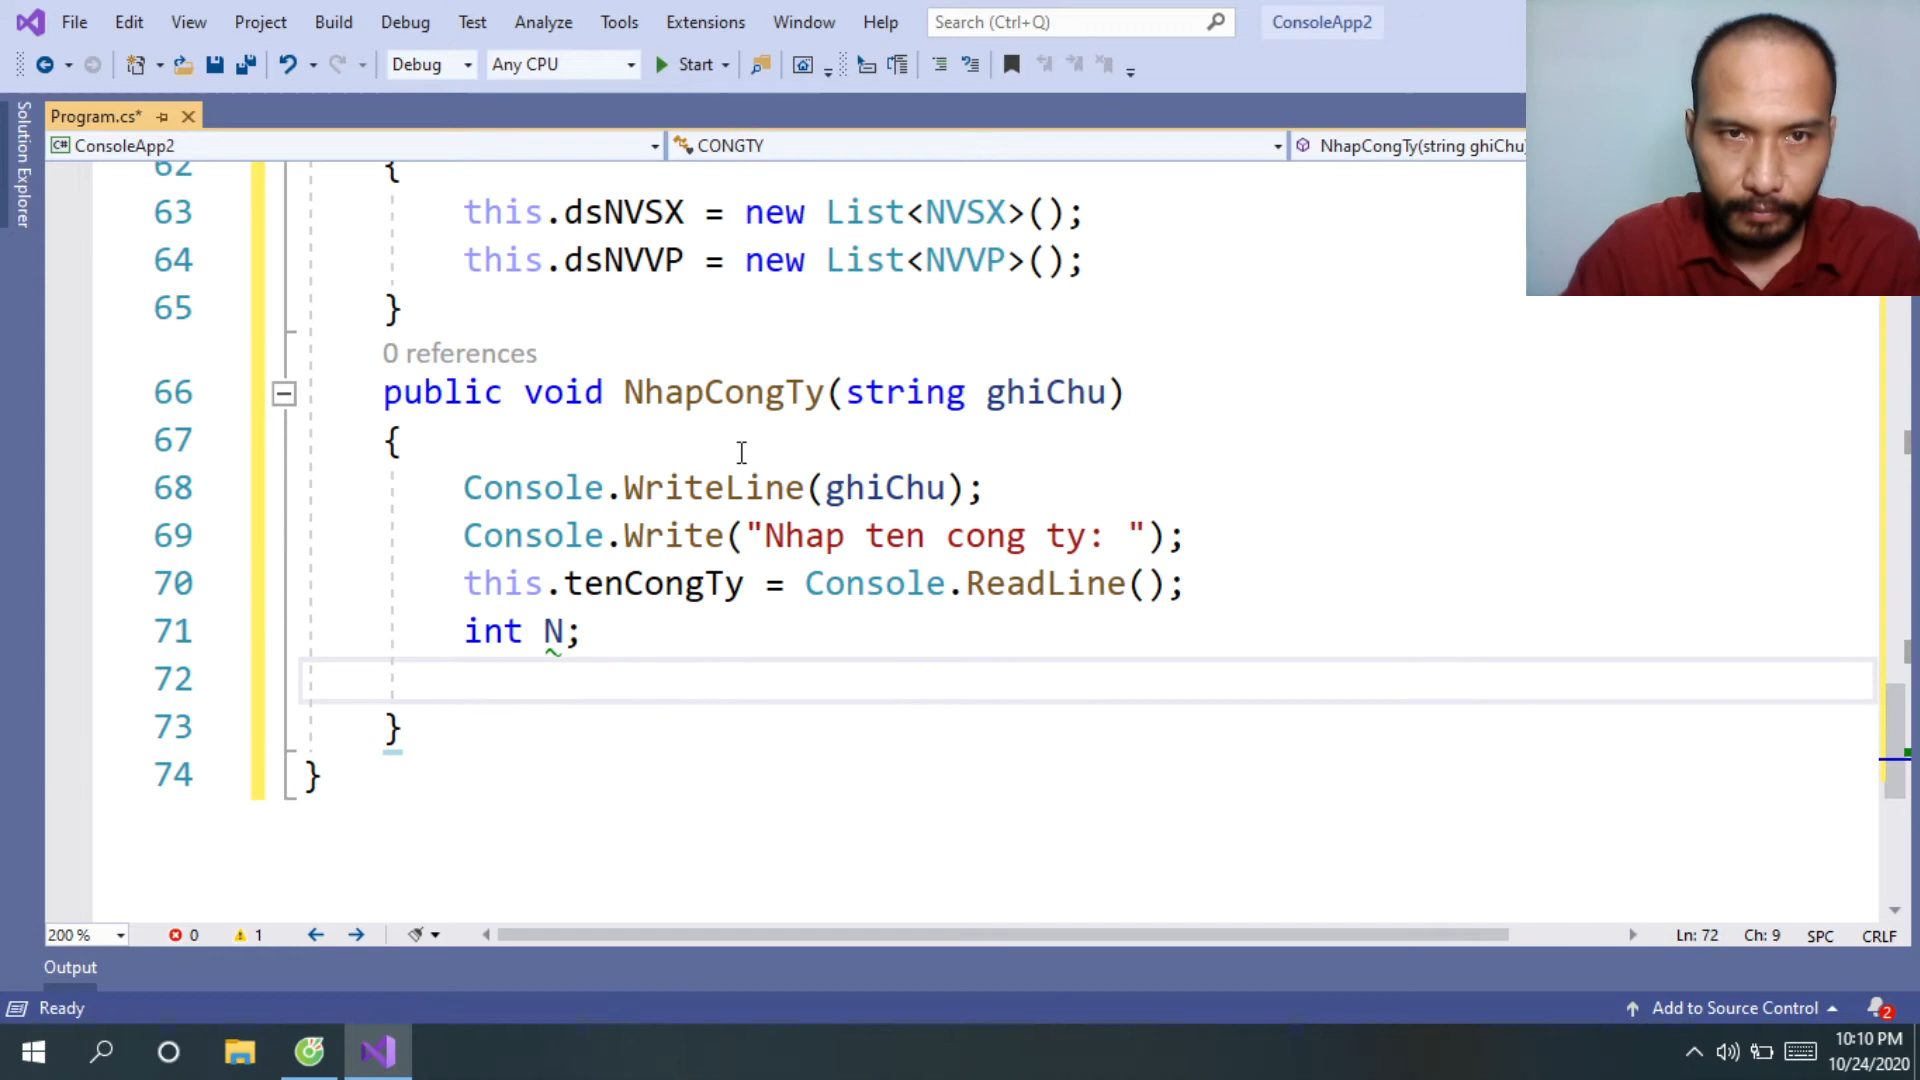 File Edit View Project Build Debug Test Analyze Tools Extensions Window Help Search (Ctrl+Q) ConsoleApp2
Debug Any CPU Start
Solution Explorer
Program.cs*
C# ConsoleApp2 CONGTY NhapCongTy(string ghiChu)
62 {
63 this.dsNVSX = new List<NVSX>();
64 this.dsNVVP = new List<NVVP>();
65 }
0 references
66 public void NhapCongTy(string ghiChu)
67 {
68 Console.WriteLine(ghiChu);
69 Console.Write("Nhap ten cong ty: ");
70 this.tenCongTy = Console.ReadLine();
71 int N;
72
73 }
74 }
200 % 0 1 Ln: 72 Ch: 9 SPC CRLF
Output
Ready Add to Source Control 2
10:10 PM
10/24/2020